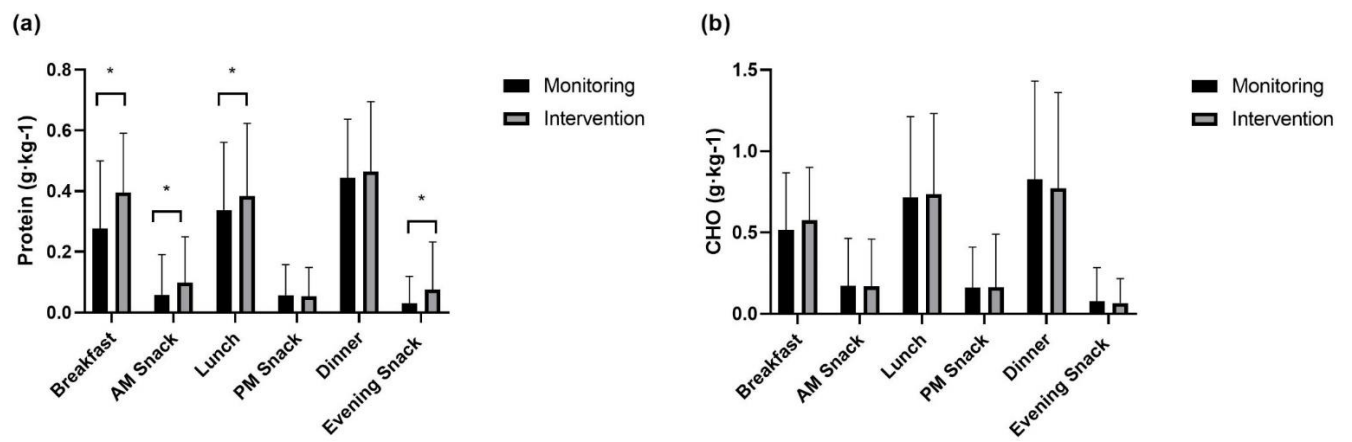 (a)
Protein (g·kg-1)
0.8
0.6
0.4
0.2
0.0
*
*
*
*
Breakfast
AM Snack
Lunch
PM Snack
Dinner
Evening Snack
Monitoring
Intervention
(b)
CHO (g·kg-1)
1.5
1.0
0.5
0.0
Breakfast
AM Snack
Lunch
PM Snack
Dinner
Evening Snack
Monitoring
Intervention